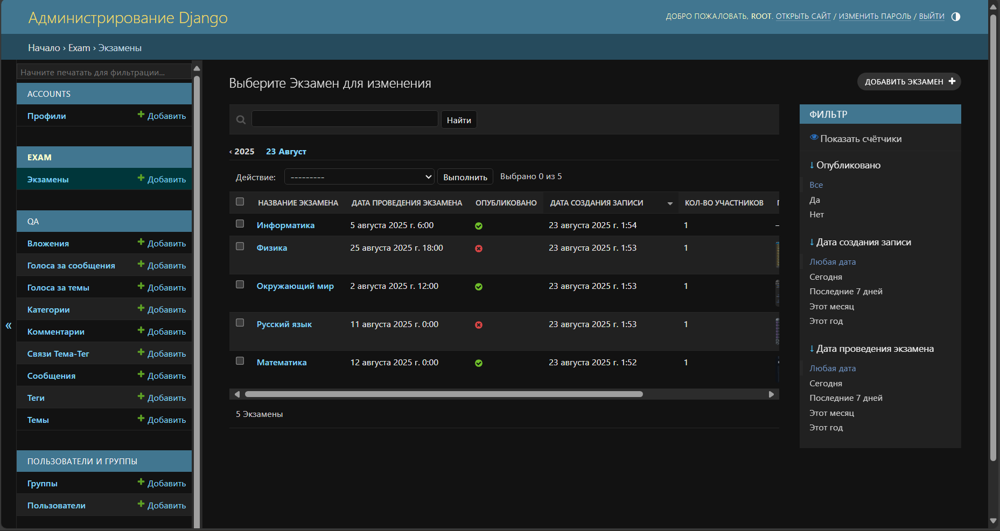 Администрирование Django
ДОБРО ПОЖАЛОВАТЬ, ROOT. ОТКРЫТЬ САЙТ / ИЗМЕНИТЬ ПАРОЛЬ / ВЫЙТИ
Начало › Exam › Экзамены
Начните печатать для фильтрации...
ACCOUNTS
Профили Добавить
EXAM
Экзамены Добавить
QA
Вложения Добавить
Голоса за сообщения Добавить
Голоса за темы Добавить
Категории Добавить
Комментарии Добавить
Связи Тема-Тег Добавить
Сообщения Добавить
Теги Добавить
Темы Добавить
ПОЛЬЗОВАТЕЛИ И ГРУППЫ
Группы Добавить
Пользователи Добавить
«
Выберите Экзамен для изменения
ДОБАВИТЬ ЭКЗАМЕН +
Найти
‹ 2025 23 Август
Действие: --------- Выполнить Выбрано 0 из 5
НАЗВАНИЕ ЭКЗАМЕНА ДАТА ПРОВЕДЕНИЯ ЭКЗАМЕНА ОПУБЛИКОВАНО ДАТА СОЗДАНИЯ ЗАПИСИ КОЛ-ВО УЧАСТНИКОВ
Информатика 5 августа 2025 г. 6:00 23 августа 2025 г. 1:54 1
Физика 25 августа 2025 г. 18:00 23 августа 2025 г. 1:53 1
Окружающий мир 2 августа 2025 г. 12:00 23 августа 2025 г. 1:53 1
Русский язык 11 августа 2025 г. 0:00 23 августа 2025 г. 1:53 1
Математика 12 августа 2025 г. 0:00 23 августа 2025 г. 1:52 1
5 Экзамены
ФИЛЬТР
Показать счётчики
↓ Опубликовано
Все
Да
Нет
↓ Дата создания записи
Любая дата
Сегодня
Последние 7 дней
Этот месяц
Этот год
↓ Дата проведения экзамена
Любая дата
Сегодня
Последние 7 дней
Этот месяц
Этот год